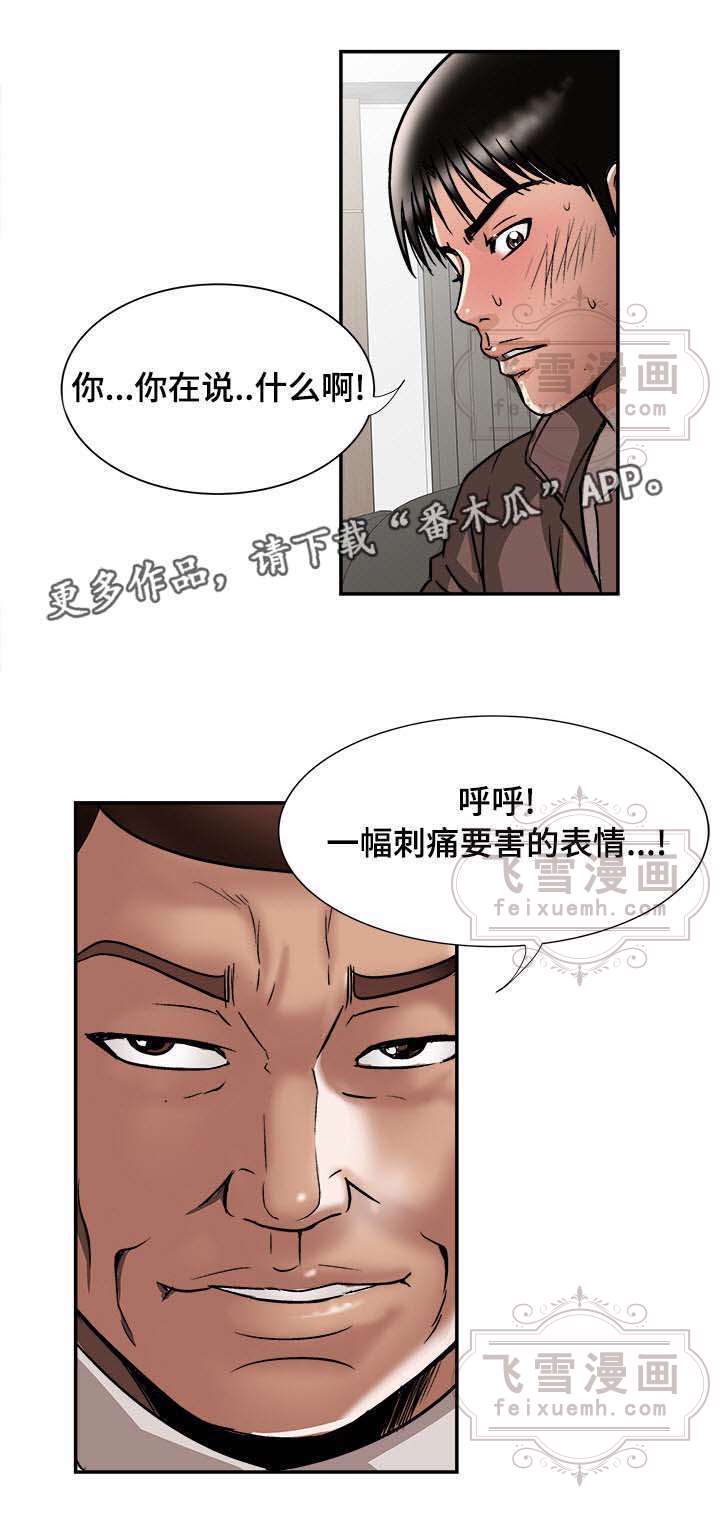 你...你在说..什么啊!
飞雪漫画
feixuemh.com
更多作品，请下载“番木瓜”APP。
呼呼!
一幅刺痛要害的表情...!
飞雪漫画
feixuemh.com
飞雪漫画
feixuemh.com